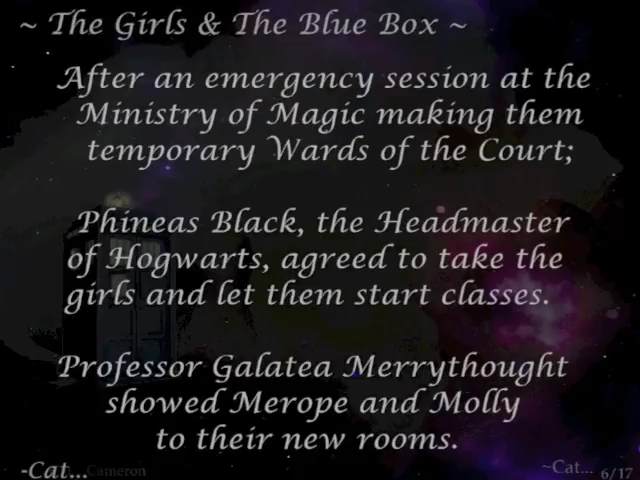 ~ The Girls & The Blue Box ~
After an emergency session at the
Ministry of Magic making them
temporary Wards of the Court;
Phineas Black, the Headmaster
of Hogwarts, agreed to take the
girls and let them start classes.
Professor Galatea Merrythought
showed Merope and Molly
to their new rooms.
-Cat... Cameron
~Cat... 6/17